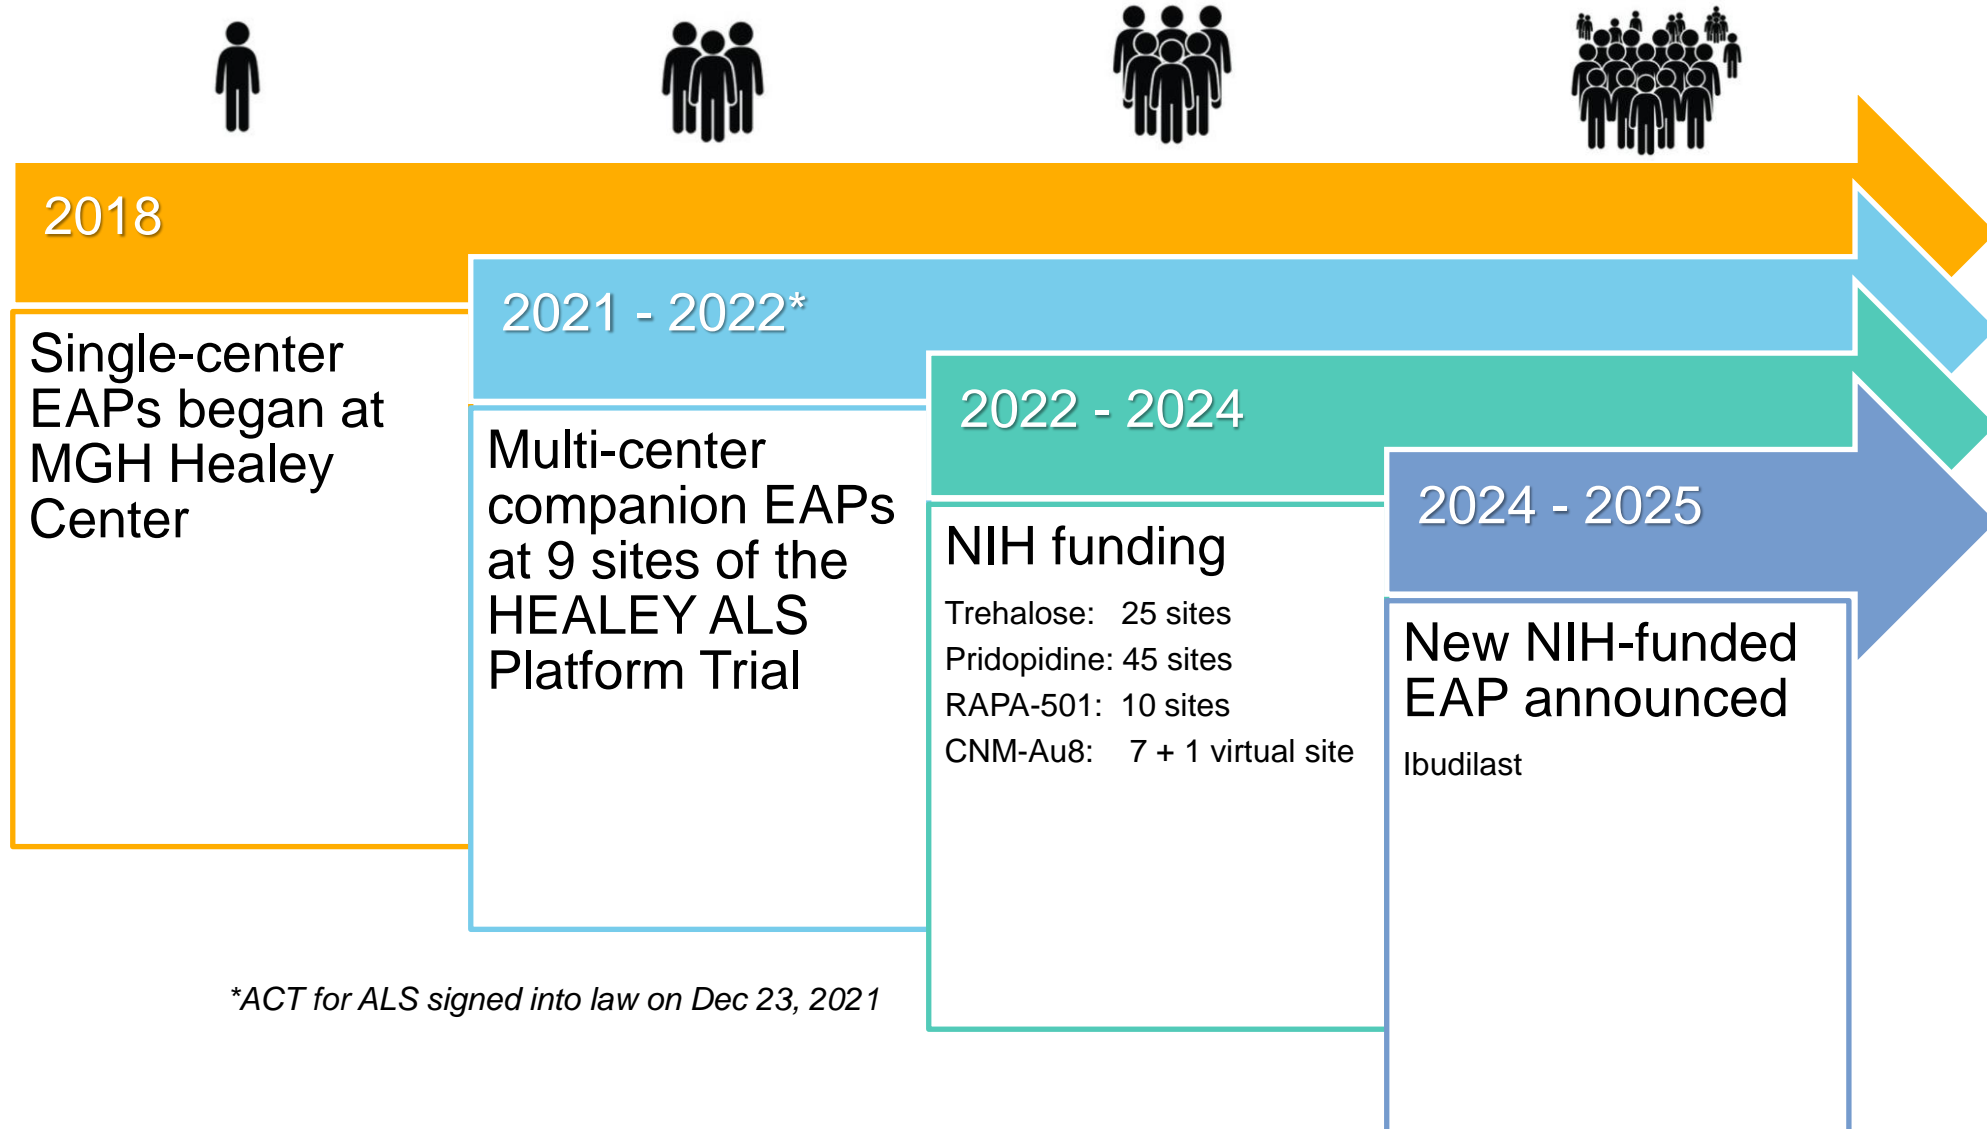 2018
Single-center
EAPs began at
MGH Healey
Center
2021 - 2022*
Multi-center
companion EAPs
at 9 sites of the
HEALEY ALS
Platform Trial
2022 - 2024
NIH funding
Trehalose: 25 sites
Pridopidine: 45 sites
RAPA-501: 10 sites
CNM-Au8: 7 + 1 virtual site
2024 - 2025
New NIH-funded
EAP announced
Ibudilast
*ACT for ALS signed into law on Dec 23, 2021